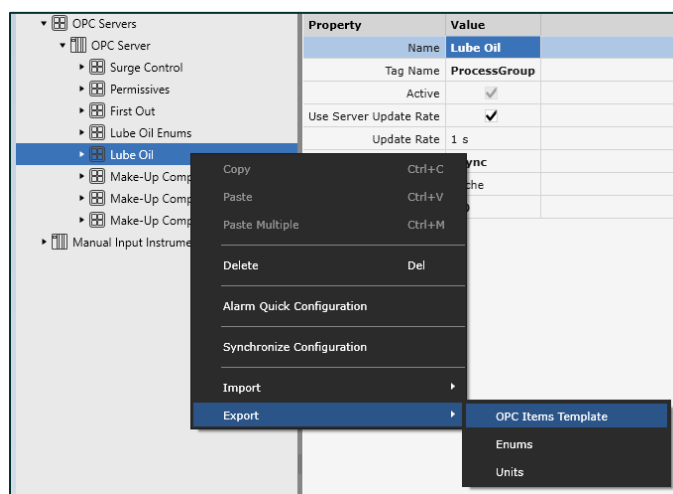 OPC Servers
OPC Server
Surge Control
Permissives
First Out
Lube Oil Enums
Lube Oil
Make-Up Comp
Make-Up Comp
Make-Up Comp
Manual Input Instrume
Property Value
Name Lube Oil
Tag Name ProcessGroup
Active
Use Server Update Rate
Update Rate 1 s
ync
che
Copy Ctrl+C
Paste Ctrl+V
Paste Multiple Ctrl+M
Delete Del
Alarm Quick Configuration
Synchronize Configuration
Import
Export
OPC Items Template
Enums
Units